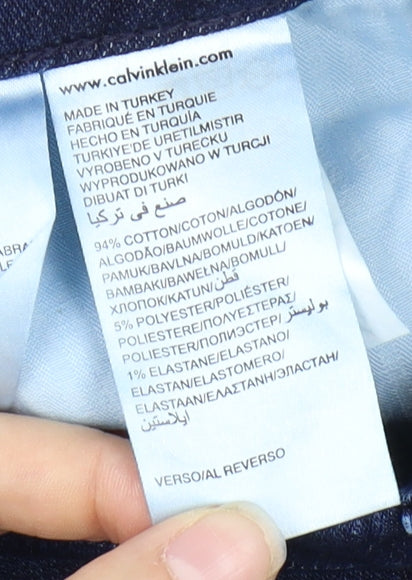 www.calvinklein.com
MADE IN TURKEY
FABRIQUÉ EN TURQUIE
HECHO EN TURQUÍA
TURKIYE'DE URETILMISTIR
VYROBENO V TURECKU
WYPRODUKOWANO W TURCJI
DIBUAT DI TURKI
صنع في تركيا
94% COTTON/COTON/ALGODÓN/
ALGODÃO/BAUMWOLLE/COTONE/
PAMUK/BAVLNA/BOMULD/KATOEN/
BAMBAKI/BAWEŁNA/BOMULL/
ХЛОПОК/KATUN/قطن
5% POLYESTER/POLIÉSTER/
POLIESTERE/ΠΟΛΥΕΣΤΕΡΑΣ/
POLIESTER/ПОЛИЭСТЕР/بوليستر
1% ELASTANE/ELASTANO/
ELASTAN/ELASTOMERO/
ELASTAAN/ΕΛΑΣΤΑΝΗ/ЭЛАСТАН/
ايلاستين
VERSO/AL REVERSO
ABRA